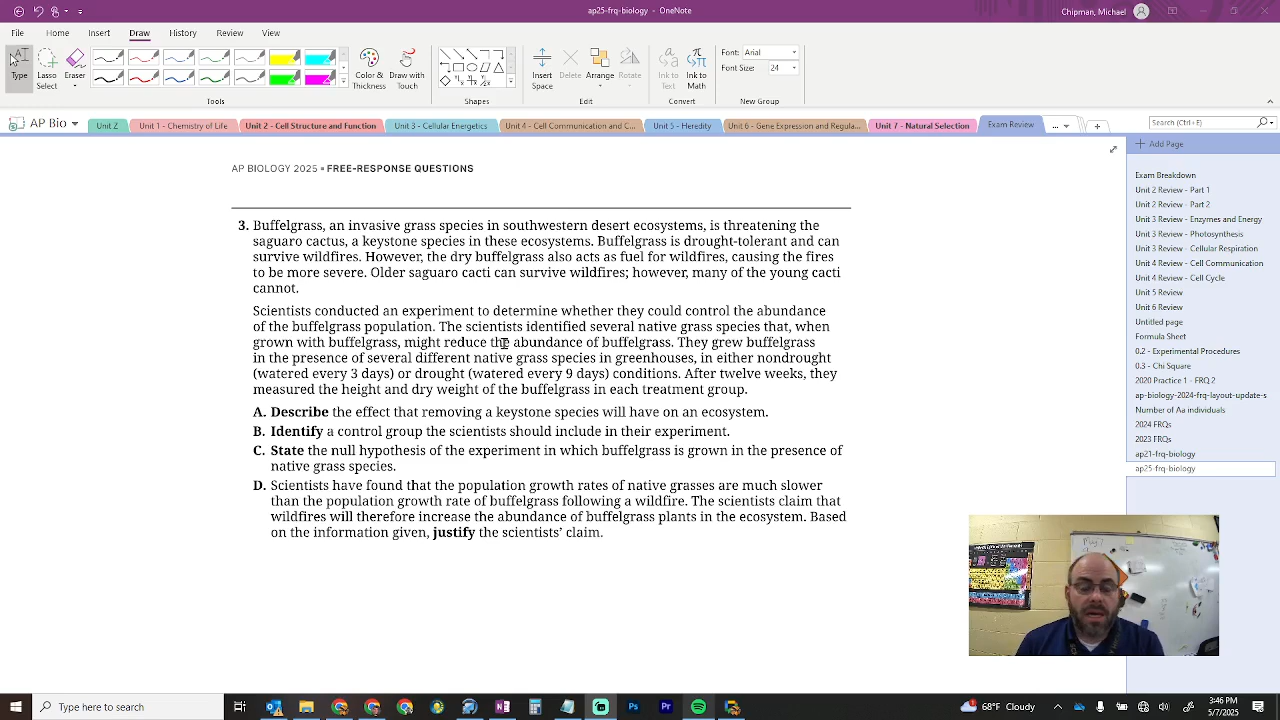 ap25-frq-biology - OneNote
Chipman, Michael
File Home Insert Draw History Review View
Type
Lasso Select
Eraser
Color & Thickness
Draw with Touch
Insert Space
Delete
Arrange
Rotate
Ink to Text
Ink to Math
Font: Arial
Font Size: 24
Tools Shapes Edit Convert New Group
AP Bio
Unit Z Unit 1 - Chemistry of Life Unit 2 - Cell Structure and Function Unit 3 - Cellular Energetics Unit 4 - Cell Communication and C... Unit 5 - Heredity Unit 6 - Gene Expression and Regula... Unit 7 - Natural Selection Exam Review ...
Search (Ctrl+E)
AP BIOLOGY 2025 ▪ FREE-RESPONSE QUESTIONS
3. Buffelgrass, an invasive grass species in southwestern desert ecosystems, is threatening the
saguaro cactus, a keystone species in these ecosystems. Buffelgrass is drought-tolerant and can
survive wildfires. However, the dry buffelgrass also acts as fuel for wildfires, causing the fires
to be more severe. Older saguaro cacti can survive wildfires; however, many of the young cacti
cannot.
Scientists conducted an experiment to determine whether they could control the abundance
of the buffelgrass population. The scientists identified several native grass species that, when
grown with buffelgrass, might reduce the abundance of buffelgrass. They grew buffelgrass
in the presence of several different native grass species in greenhouses, in either nondrought
(watered every 3 days) or drought (watered every 9 days) conditions. After twelve weeks, they
measured the height and dry weight of the buffelgrass in each treatment group.
A. Describe the effect that removing a keystone species will have on an ecosystem.
B. Identify a control group the scientists should include in their experiment.
C. State the null hypothesis of the experiment in which buffelgrass is grown in the presence of
native grass species.
D. Scientists have found that the population growth rates of native grasses are much slower
than the population growth rate of buffelgrass following a wildfire. The scientists claim that
wildfires will therefore increase the abundance of buffelgrass plants in the ecosystem. Based
on the information given, justify the scientists' claim.
Add Page
Exam Breakdown
Unit 2 Review - Part 1
Unit 2 Review - Part 2
Unit 3 Review - Enzymes and Energy
Unit 3 Review - Photosynthesis
Unit 3 Review - Cellular Respiration
Unit 4 Review - Cell Communication
Unit 4 Review - Cell Cycle
Unit 5 Review
Unit 6 Review
Untitled page
Formula Sheet
0.2 - Experimental Procedures
0.3 - Chi Square
2020 Practice 1 - FRQ 2
ap-biology-2024-frq-layout-update-s
Number of Aa individuals
2024 FRQs
2023 FRQs
ap21-frq-biology
ap25-frq-biology
Type here to search
68°F Cloudy
3:46 PM
5/7/2025